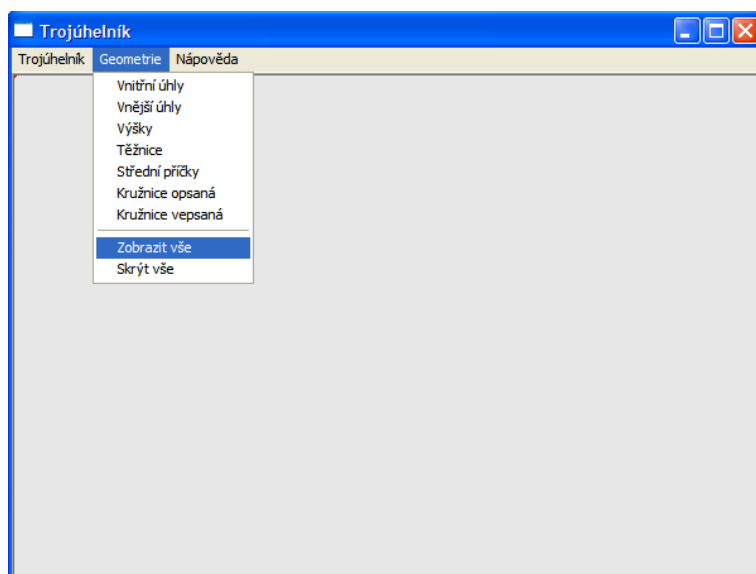 Trojúhelník
Trojúhelník Geometrie Nápověda
Vnitřní úhly
Vnější úhly
Výšky
Těžnice
Střední příčky
Kružnice opsaná
Kružnice vepsaná
Zobrazit vše
Skrýt vše